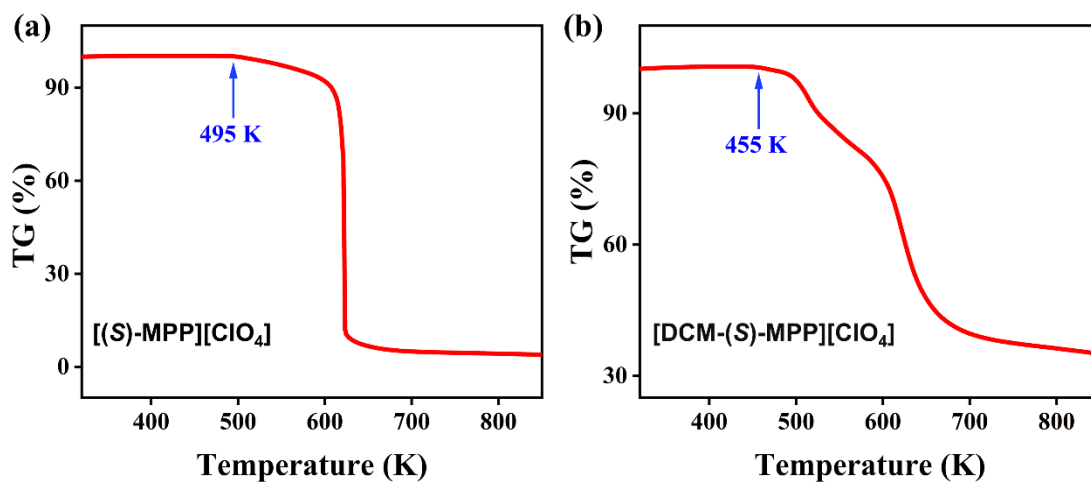 (a)
TG (%)
90
60
30
0
495 K
[(S)-MPP][ClO₄]
400 500 600 700 800
Temperature (K)
(b)
TG (%)
90
60
30
455 K
[DCM-(S)-MPP][ClO₄]
400 500 600 700 800
Temperature (K)